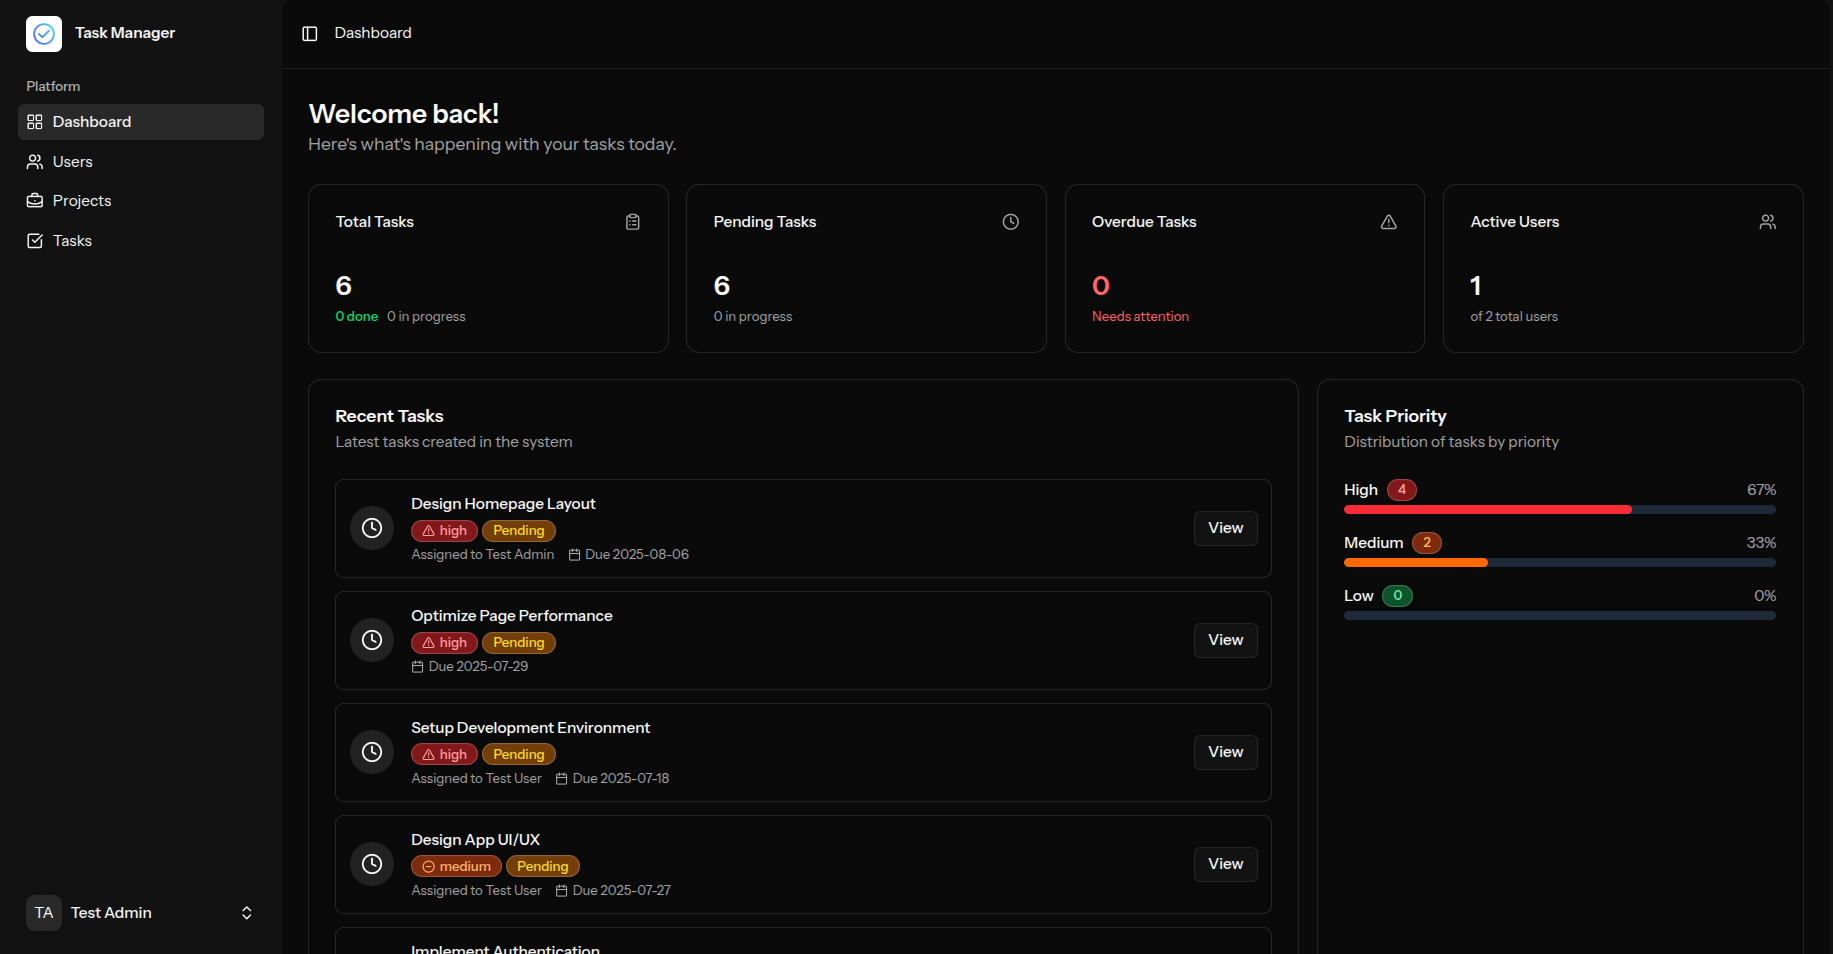 Task Manager
Platform
Dashboard
Users
Projects
Tasks
TA Test Admin
Dashboard
Welcome back!
Here's what's happening with your tasks today.
Total Tasks
6
0 done 0 in progress
Pending Tasks
6
0 in progress
Overdue Tasks
0
Needs attention
Active Users
1
of 2 total users
Recent Tasks
Latest tasks created in the system
Design Homepage Layout
high Pending
Assigned to Test Admin Due 2025-08-06
View
Optimize Page Performance
high Pending
Due 2025-07-29
View
Setup Development Environment
high Pending
Assigned to Test User Due 2025-07-18
View
Design App UI/UX
medium Pending
Assigned to Test User Due 2025-07-27
View
Implement Authentication
Task Priority
Distribution of tasks by priority
High 4 67%
Medium 2 33%
Low 0 0%